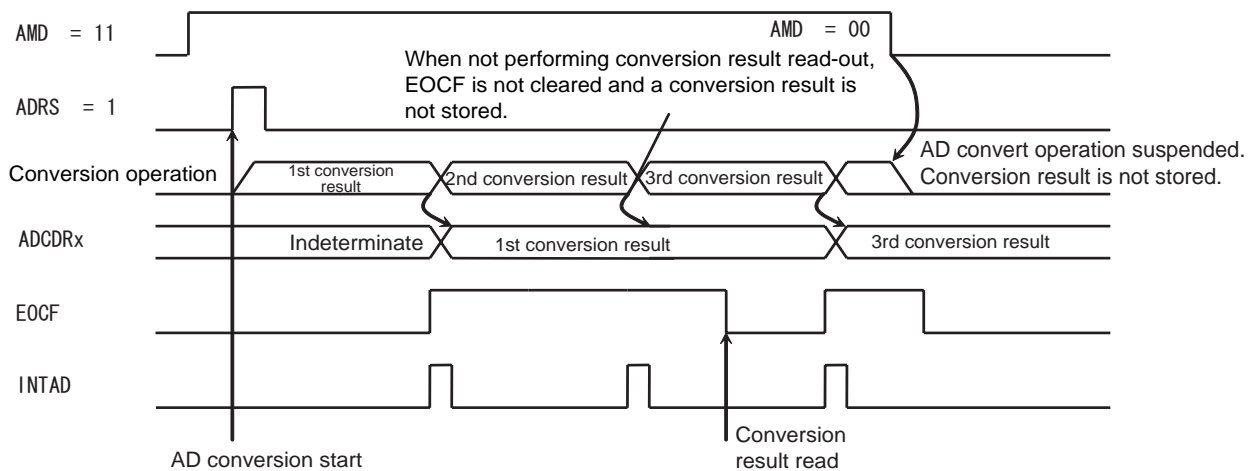 AMD = 11
AMD = 00
When not performing conversion result read-out,
EOCF is not cleared and a conversion result is
not stored.
ADRS = 1
AD convert operation suspended.
Conversion result is not stored.
Conversion operation
1st conversion
result
2nd conversion result
3rd conversion result
ADCDRx
Indeterminate
1st conversion result
3rd conversion result
EOCF
INTAD
AD conversion start
Conversion
result read